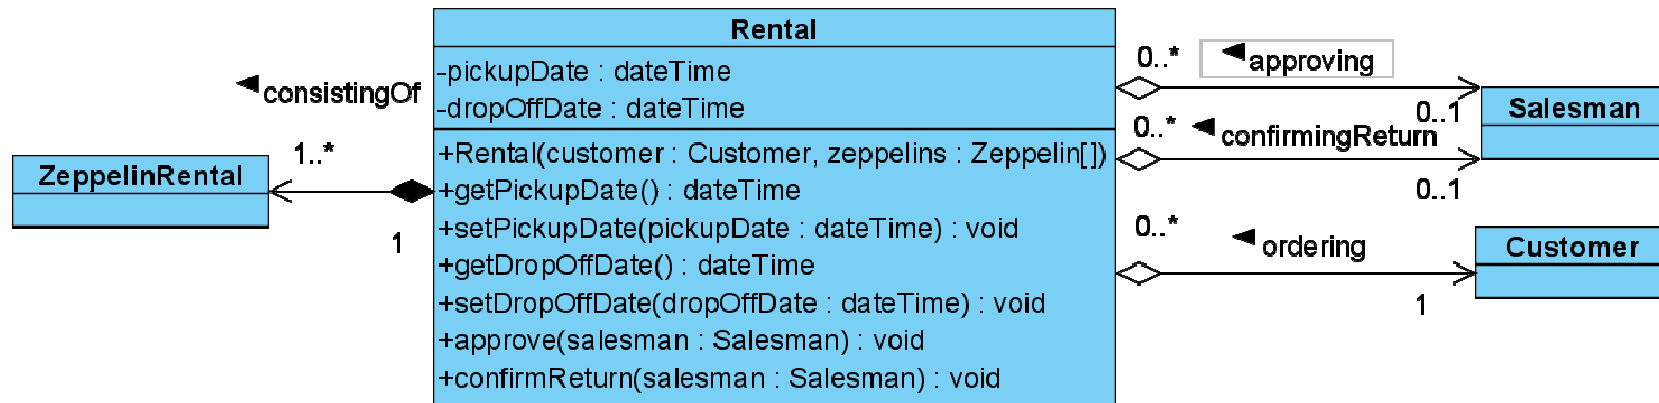 Rental
-pickupDate : dateTime
-dropOffDate : dateTime
+Rental(customer : Customer, zeppelins : Zeppelin[])
+getPickupDate() : dateTime
+setPickupDate(pickupDate : dateTime) : void
+getDropOffDate() : dateTime
+setDropOffDate(dropOffDate : dateTime) : void
+approve(salesman : Salesman) : void
+confirmReturn(salesman : Salesman) : void
consistingOf
1..*
1
ZeppelinRental
0..*
approving
0..1
Salesman
0..*
confirmingReturn
0..1
0..*
ordering
1
Customer